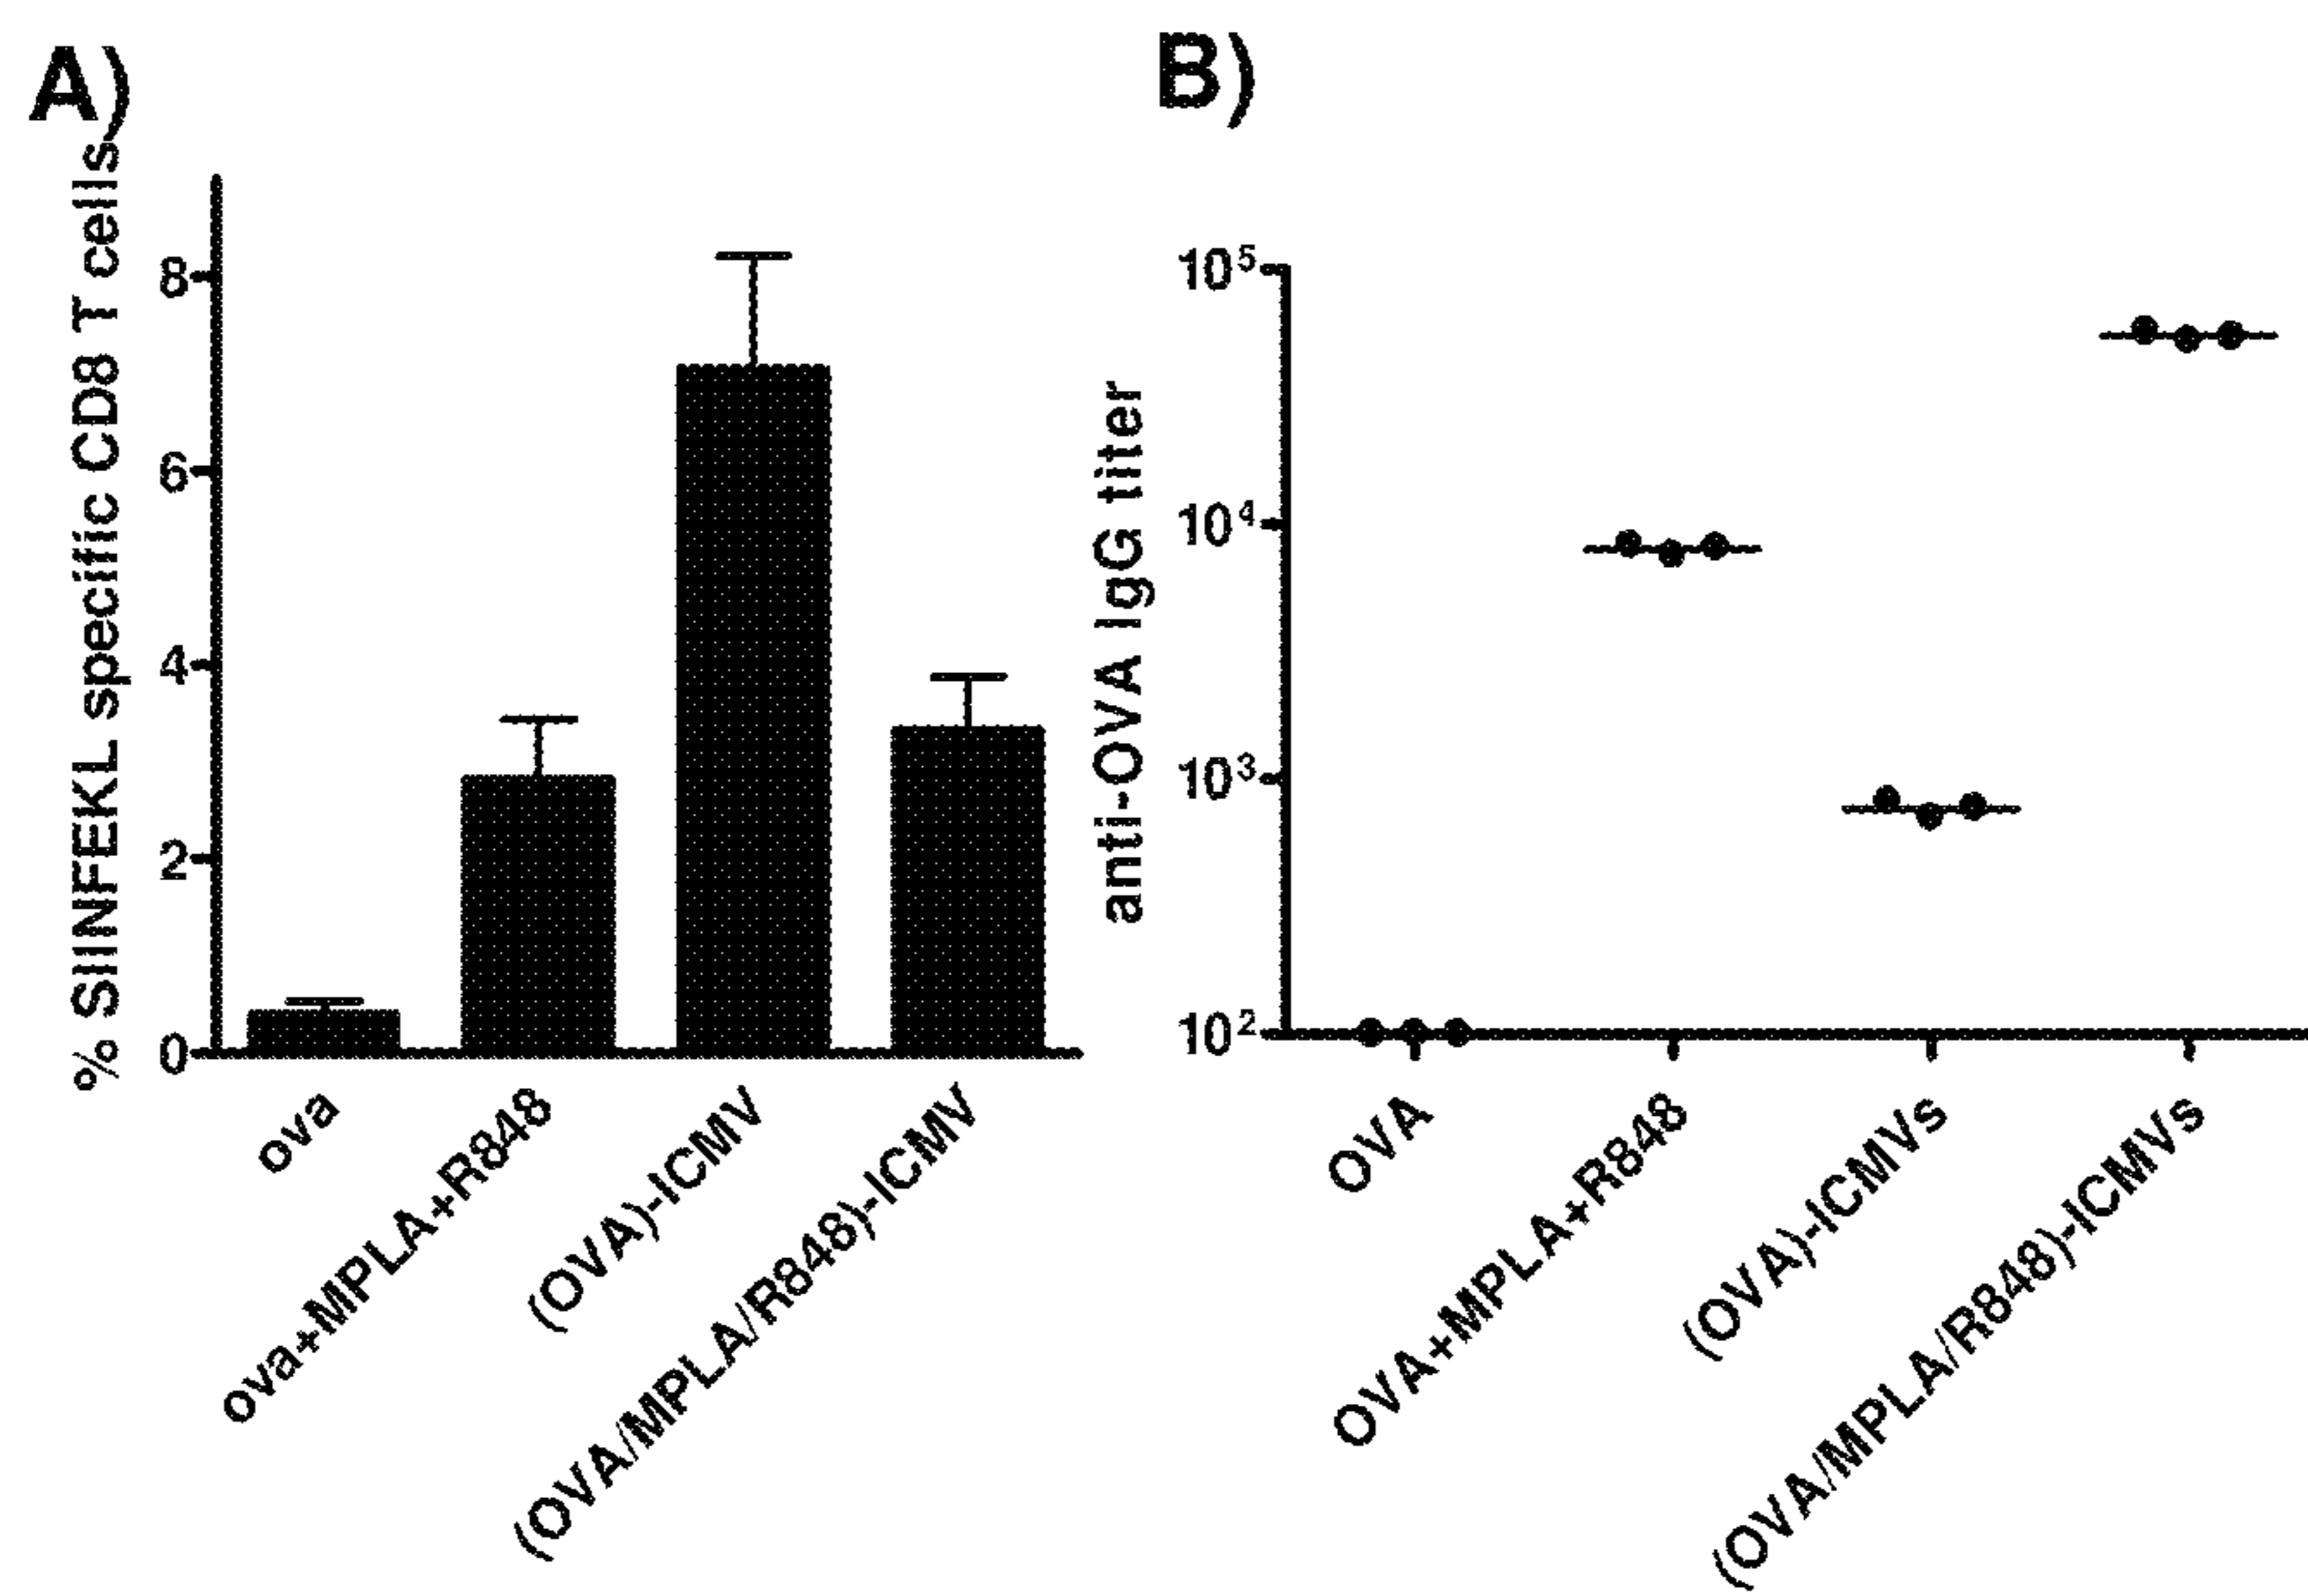 A)
% SIINFEKL specific CD8 T cells
8
6
4
2
0
ova
ova+MPLA+R848
(OVA)-ICMV
(OVA/MPLA/R848)-ICMV
B)
anti-OVA IgG titer
10⁵
10⁴
10³
10²
OVA
OVA+MPLA+R848
(OVA)-ICMVs
(OVA/MPLA/R848)-ICMVs